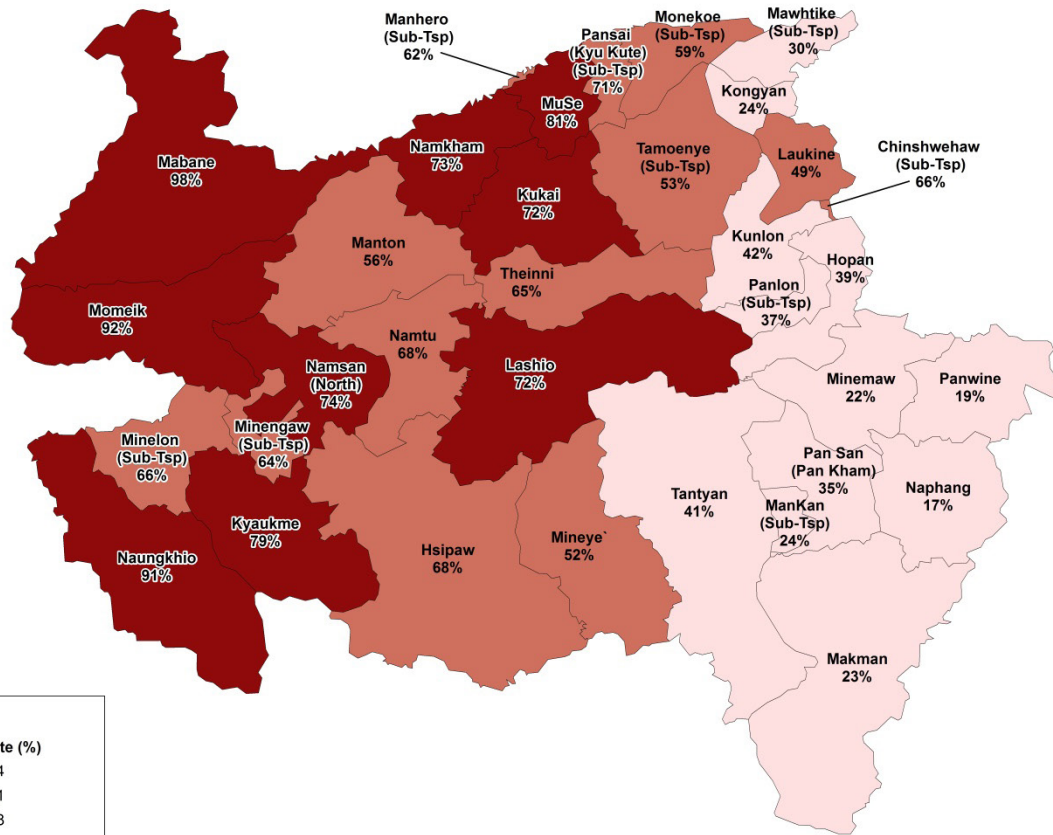 Manhero
(Sub-Tsp)
62%
Pansai
(Kyu Kute)
(Sub-Tsp)
71%
Monekoe
(Sub-Tsp)
59%
Mawhtike
(Sub-Tsp)
30%
Kongyan
24%
MuSe
81%
Namkham
73%
Mabane
98%
Kukai
72%
Tamoenye
(Sub-Tsp)
53%
Laukine
49%
Chinshwehaw
(Sub-Tsp)
66%
Manton
56%
Theinni
65%
Kunlon
42%
Hopan
39%
Panlon
(Sub-Tsp)
37%
Momeik
92%
Namtu
68%
Namsan
(North)
74%
Lashio
72%
Minemaw
22%
Panwine
19%
Minelon
(Sub-Tsp)
66%
Minengaw
(Sub-Tsp)
64%
Pan San
(Pan Kham)
35%
Naphang
17%
Tantyan
41%
ManKan
(Sub-Tsp)
24%
Kyaukme
79%
Naungkhio
91%
Hsipaw
68%
Mineye`
52%
Makman
23%
(%)